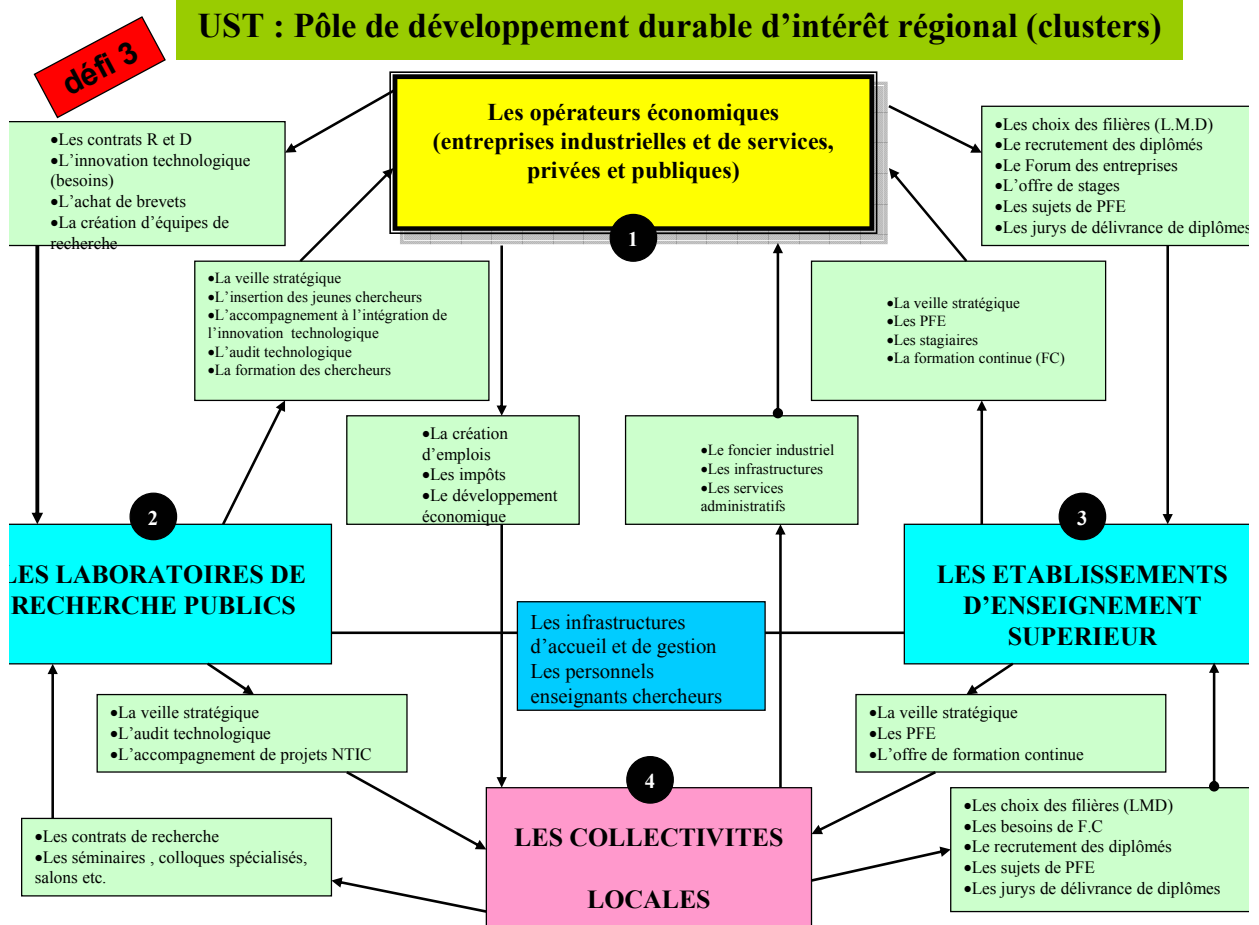 UST : Pôle de développement durable d’intérêt régional (clusters)
défi 3
Les opérateurs économiques
(entreprises industrielles et de services,
privées et publiques)
1
•Les contrats R et D
•L’innovation technologique
(besoins)
•L’achat de brevets
•La création d’équipes de
recherche
•Les choix des filières (L.M.D)
•Le recrutement des diplômés
•Le Forum des entreprises
•L’offre de stages
•Les sujets de PFE
•Les jurys de délivrance de diplômes
•La veille stratégique
•L’insertion des jeunes chercheurs
•L’accompagnement à l’intégration de
l’innovation technologique
•L’audit technologique
•La formation des chercheurs
•La veille stratégique
•Les PFE
•Les stagiaires
•La formation continue (FC)
•La création
d’emplois
•Les impôts
•Le développement
économique
•Le foncier industriel
•Les infrastructures
•Les services
administratifs
2
LES LABORATOIRES DE
RECHERCHE PUBLICS
3
LES ETABLISSEMENTS
D’ENSEIGNEMENT
SUPERIEUR
Les infrastructures
d’accueil et de gestion
Les personnels
enseignants chercheurs
•La veille stratégique
•L’audit technologique
•L’accompagnement de projets NTIC
•La veille stratégique
•Les PFE
•L’offre de formation continue
4
LES COLLECTIVITES
LOCALES
•Les contrats de recherche
•Les séminaires , colloques spécialisés,
salons etc.
•Les choix des filières (LMD)
•Les besoins de F.C
•Le recrutement des diplômés
•Les sujets de PFE
•Les jurys de délivrance de diplômes